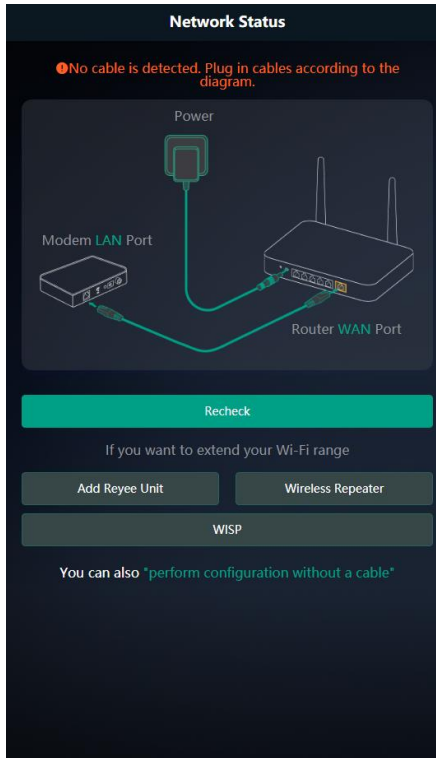 Network Status
No cable is detected. Plug in cables according to the
diagram.
Power
Modem LAN Port
Router WAN Port
Recheck
If you want to extend your Wi-Fi range
Add Reyee Unit
Wireless Repeater
WISP
You can also "perform configuration without a cable"